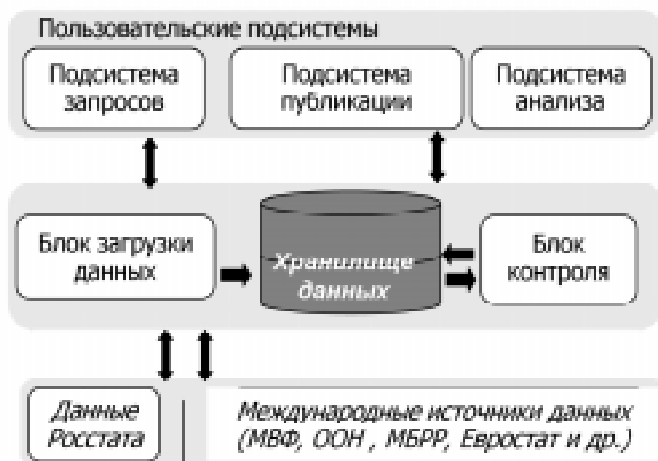 Пользовательские подсистемы
Подсистема
запросов
Подсистема
публикации
Подсистема
анализа
Блок загрузки
данных
Хранилище
данных
Блок
контроля
Данные
Росстата
Международные источники данных
(МВФ, ООН , МБРР, Евростат и др.)